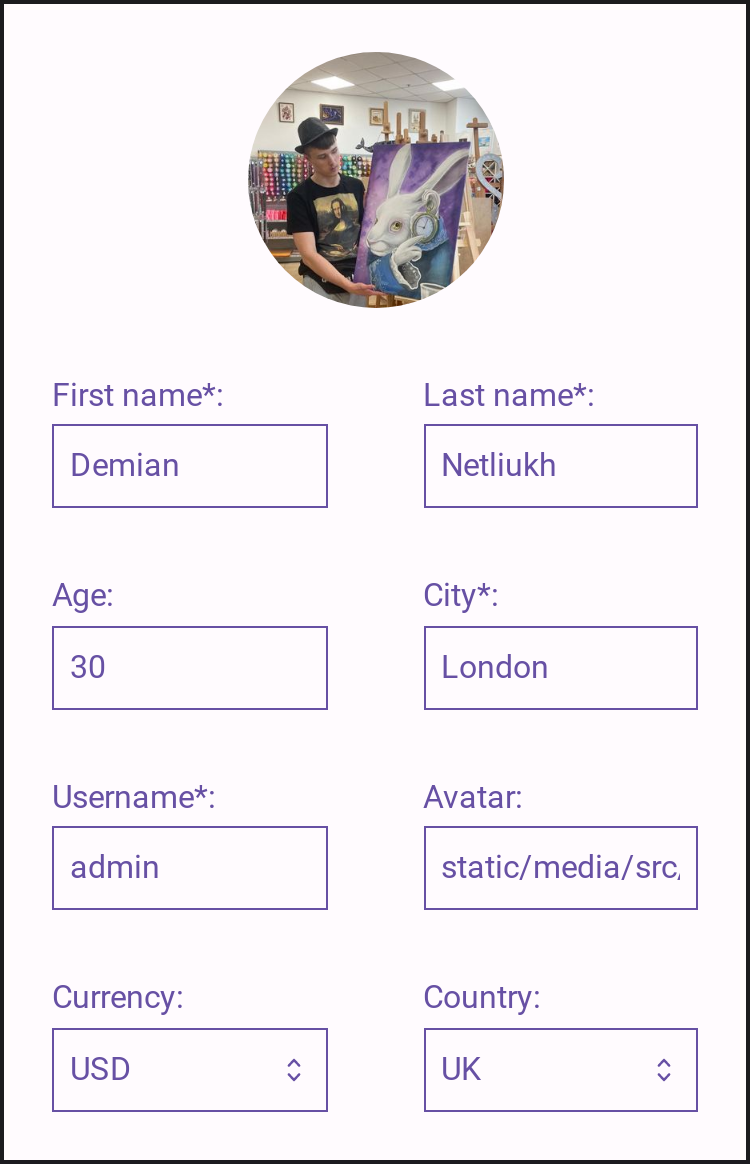 First name*:
Last name*:
Demian
Netliukh
Age:
City*:
30
London
Username*:
Avatar:
admin
static/media/src/
Currency:
Country:
USD
UK